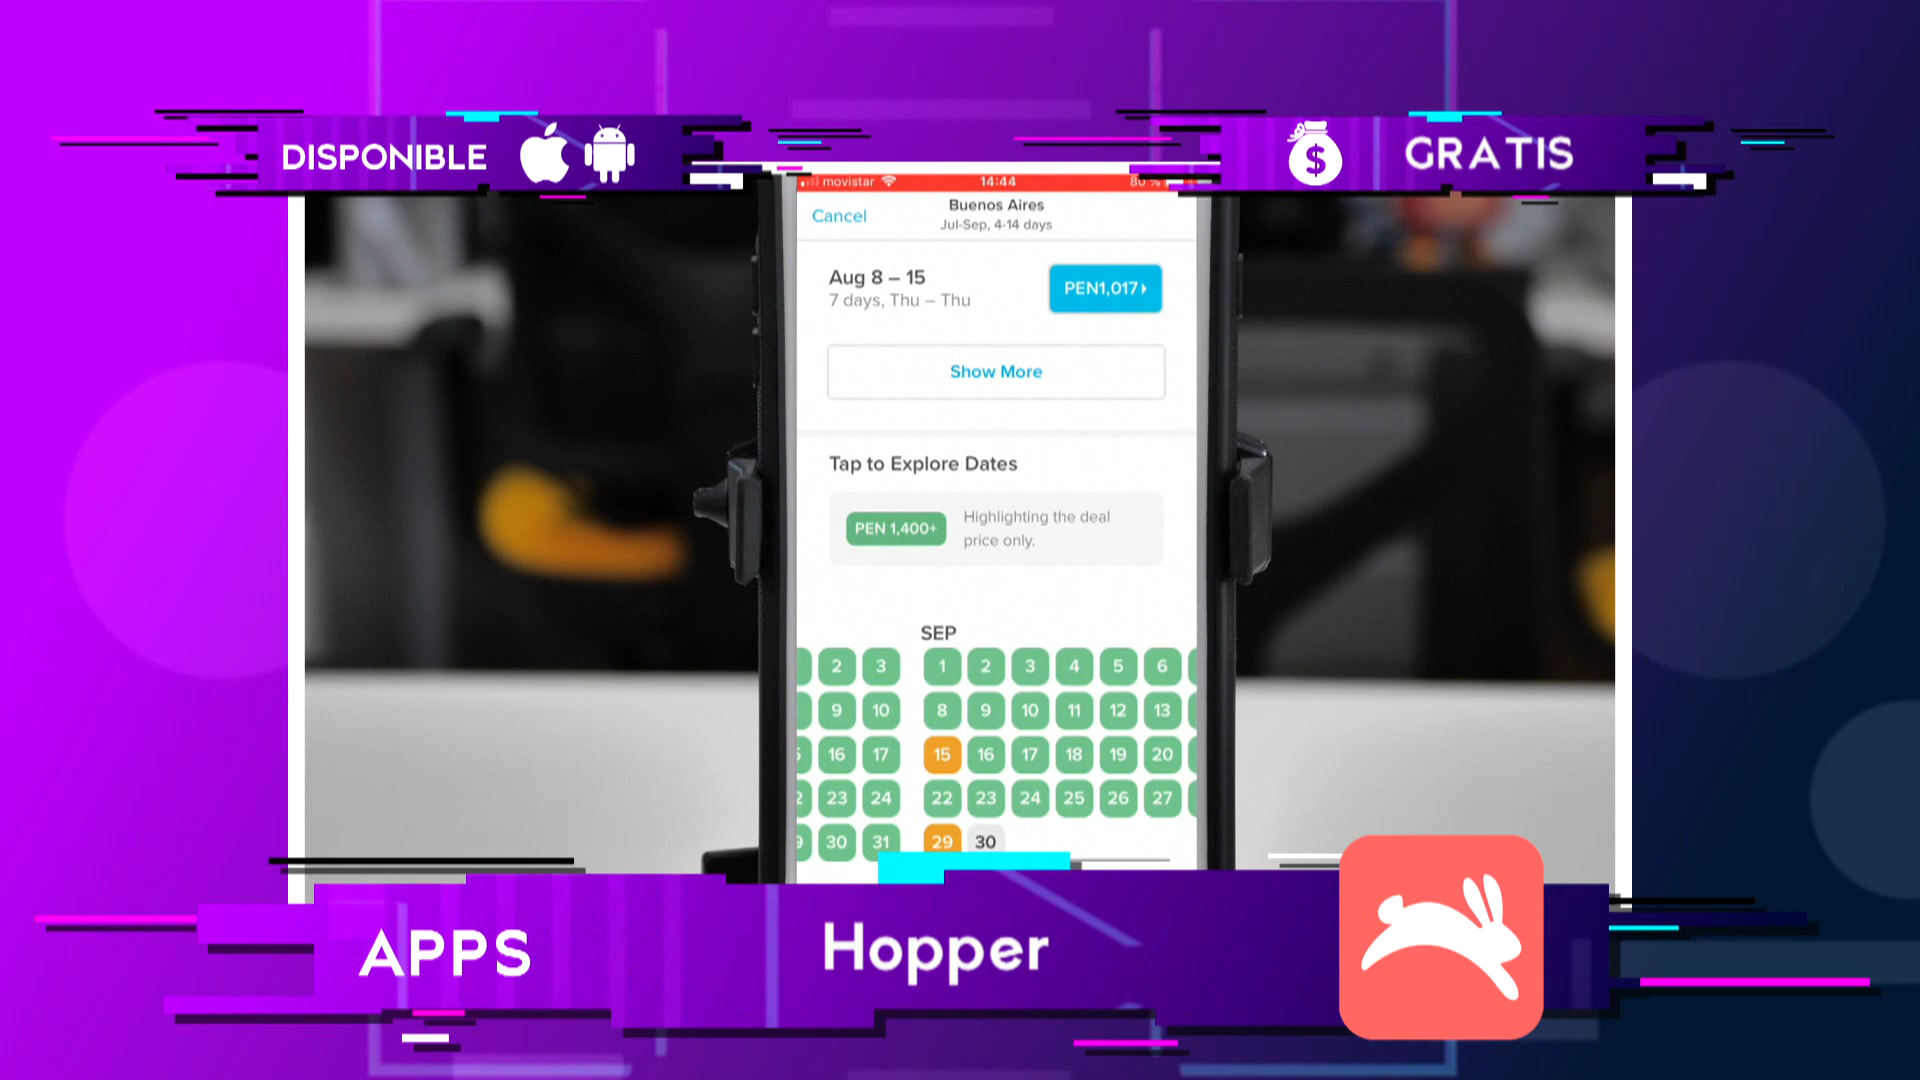 DISPONIBLE
$ GRATIS
movistar 14:44 80 %
Cancel
Buenos Aires
Jul-Sep, 4-14 days
Aug 8 – 15
7 days, Thu – Thu
PEN1,017
Show More
Tap to Explore Dates
PEN 1,400+
Highlighting the deal
price only.
SEP
2 3 1 2 3 4 5 6
9 10 8 9 10 11 12 13
16 17 15 16 17 18 19 20
23 24 22 23 24 25 26 27
30 31 29 30
APPS
Hopper